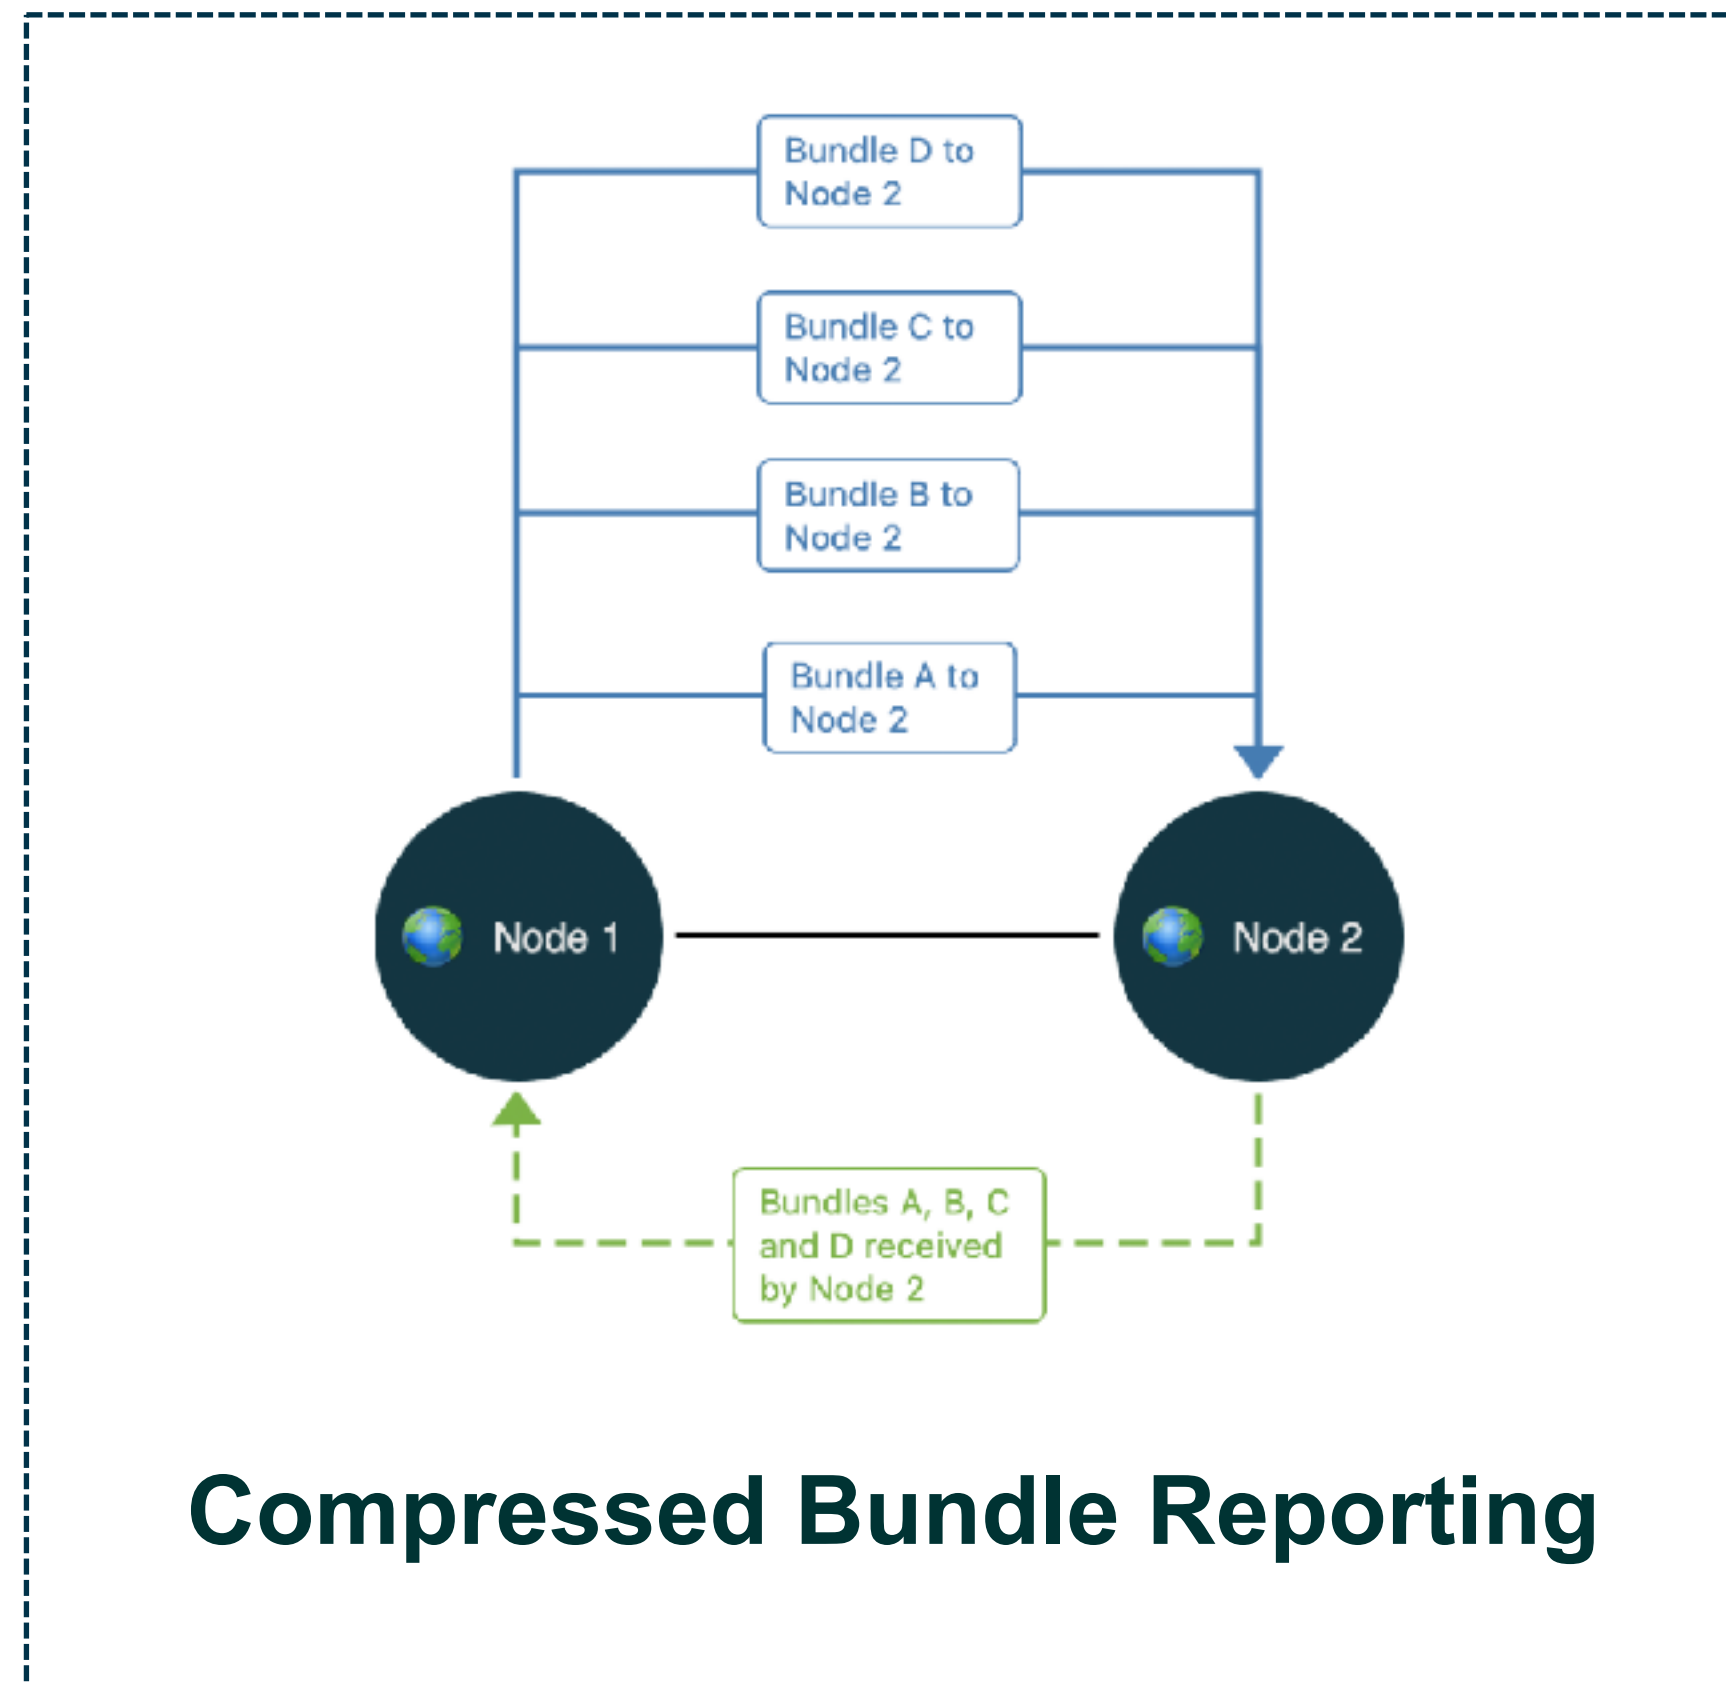 Bundle D to
Node 2
Bundle C to
Node 2
Bundle B to
Node 2
Bundle A to
Node 2
Node 1
Node 2
Bundles A, B, C
and D received
by Node 2
Compressed Bundle Reporting